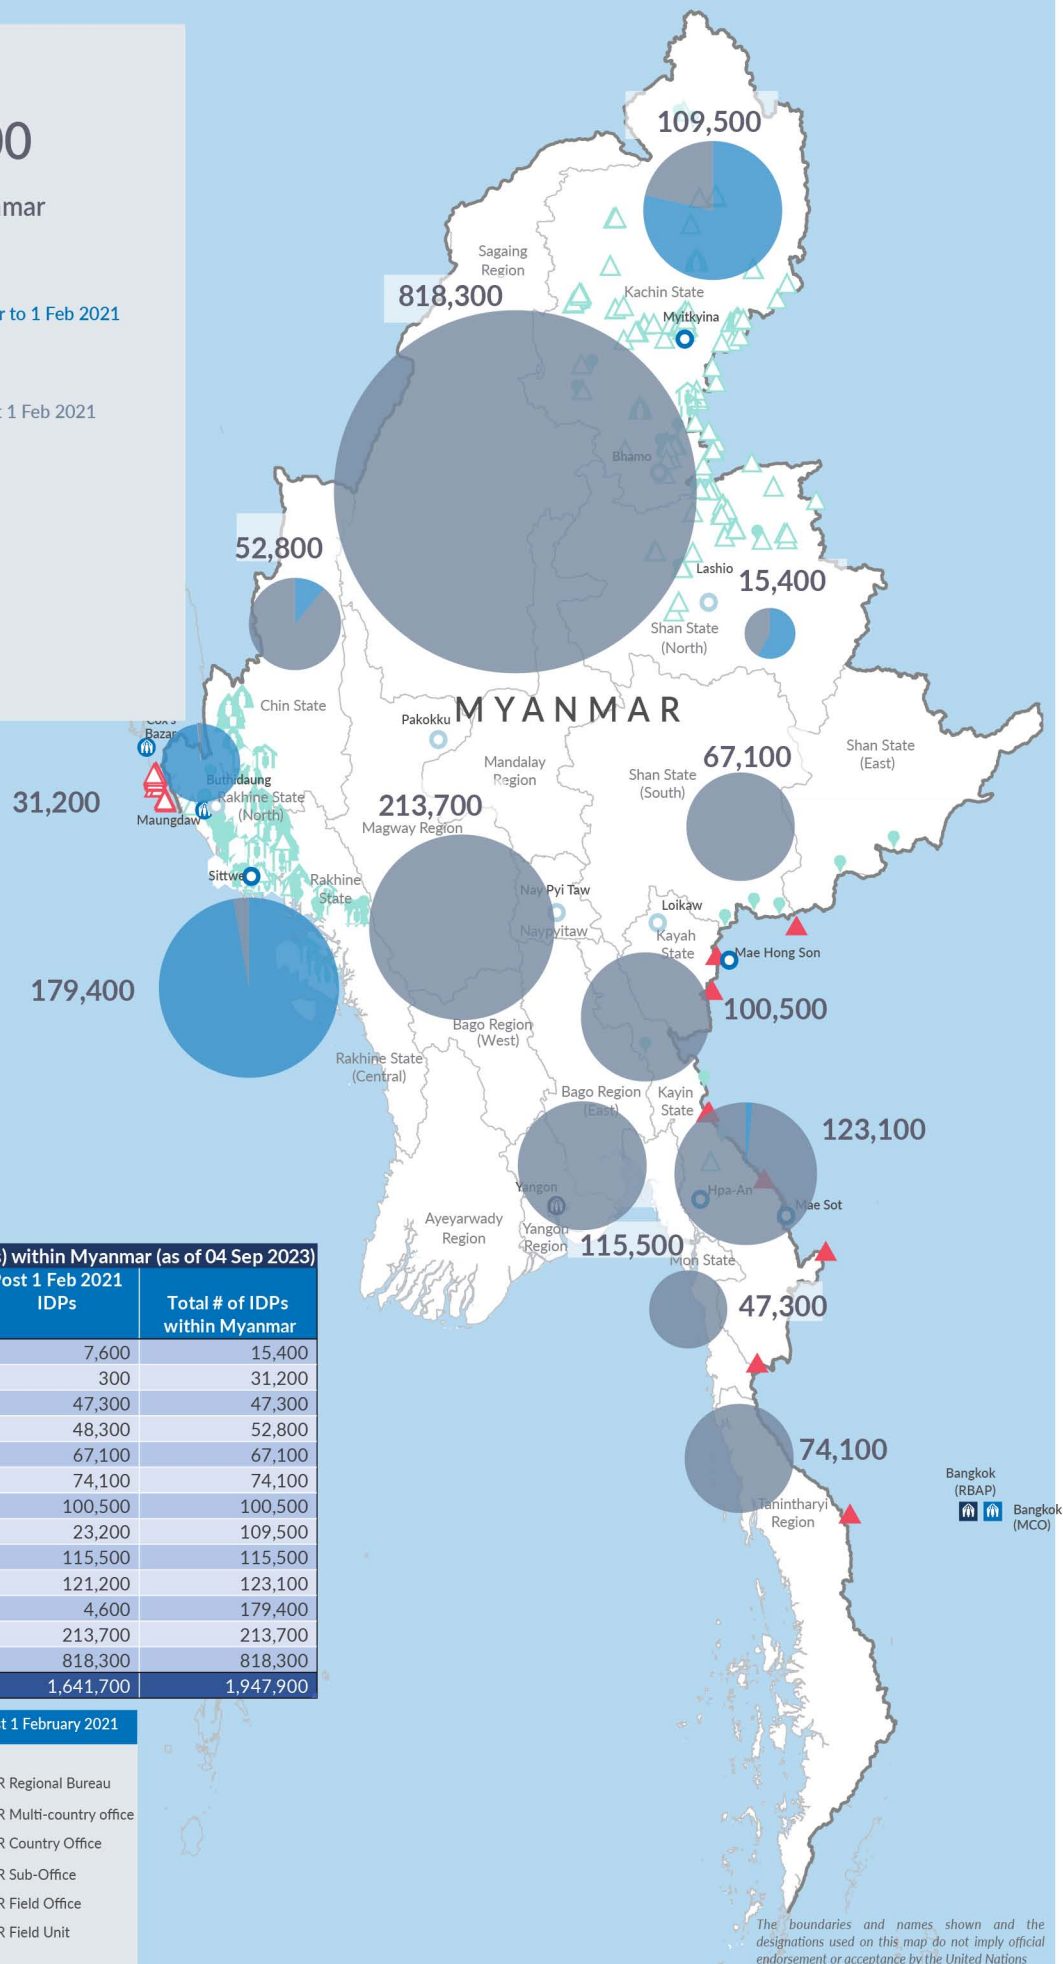 00
mar
r to 1 Feb 2021
t 1 Feb 2021
109,500
Sagaing
Region
818,300
Kachin State
Myitkyina
Bhamo
52,800
Lashio
15,400
Shan State
(North)
Chin State
MYANMAR
Pakokku
Cox's
Bazar
Mandalay
Region
Shan State
(South)
67,100
Shan State
(East)
31,200
Buthidaung
Rakhine State
(North)
Maungdaw
213,700
Magway Region
Sittwe
Rakhine
State
Nay Pyi Taw
Naypyitaw
Loikaw
Kayah
State
Mae Hong Son
179,400
100,500
Bago Region
(West)
Rakhine State
(Central)
Bago Region
(East)
Kayin
State
123,100
Hpa-An
Mae Sot
Yangon
Ayeyarwady
Region
Yangon
Region
115,500
Mon State
47,300
74,100
Tanintharyi
Region
Bangkok
(RBAP)
Bangkok
(MCO)
s) within Myanmar (as of 04 Sep 2023)
Post 1 Feb 2021
IDPs
Total # of IDPs
within Myanmar
7,600 15,400
300 31,200
47,300 47,300
48,300 52,800
67,100 67,100
74,100 74,100
100,500 100,500
23,200 109,500
115,500 115,500
121,200 123,100
4,600 179,400
213,700 213,700
818,300 818,300
1,641,700 1,947,900
st 1 February 2021
R Regional Bureau
R Multi-country office
R Country Office
R Sub-Office
R Field Office
R Field Unit
The boundaries and names shown and the
designations used on this map do not imply official
endorsement or acceptance by the United Nations